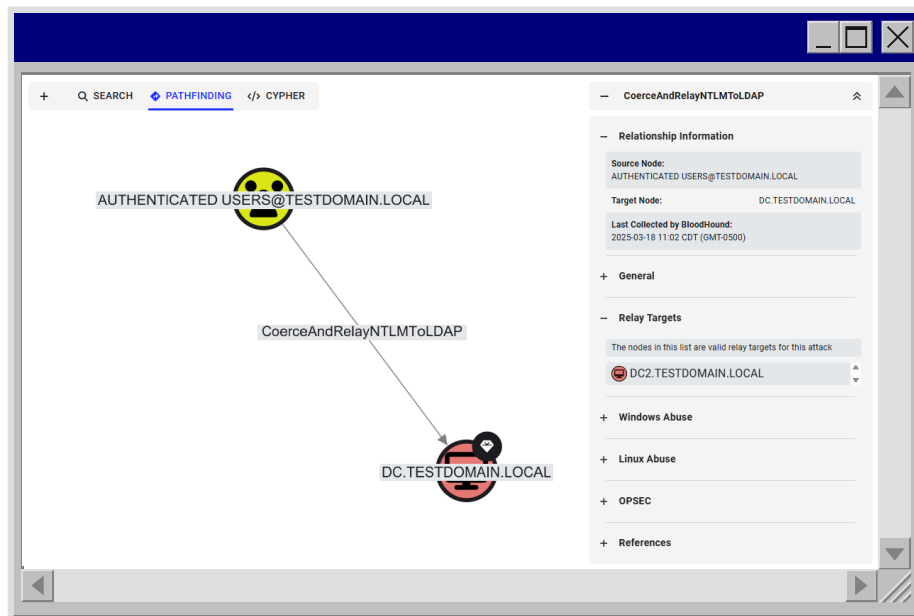 + SEARCH PATHFINDING </> CYPHER
AUTHENTICATED USERS@TESTDOMAIN.LOCAL
CoerceAndRelayNTLMToLDAP
DC.TESTDOMAIN.LOCAL
− CoerceAndRelayNTLMToLDAP
− Relationship Information
Source Node:
AUTHENTICATED USERS@TESTDOMAIN.LOCAL
Target Node: DC.TESTDOMAIN.LOCAL
Last Collected by BloodHound:
2025-03-18 11:02 CDT (GMT-0500)
+ General
− Relay Targets
The nodes in this list are valid relay targets for this attack
DC2.TESTDOMAIN.LOCAL
+ Windows Abuse
+ Linux Abuse
+ OPSEC
+ References